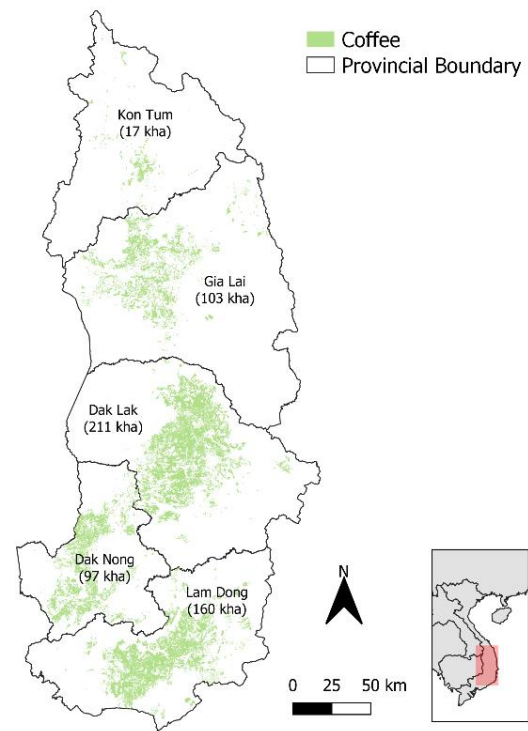 Coffee
Provincial Boundary
Kon Tum
(17 kha)
Gia Lai
(103 kha)
Dak Lak
(211 kha)
Dak Nong
(97 kha)
Lam Dong
(160 kha)
N
0 25 50 km